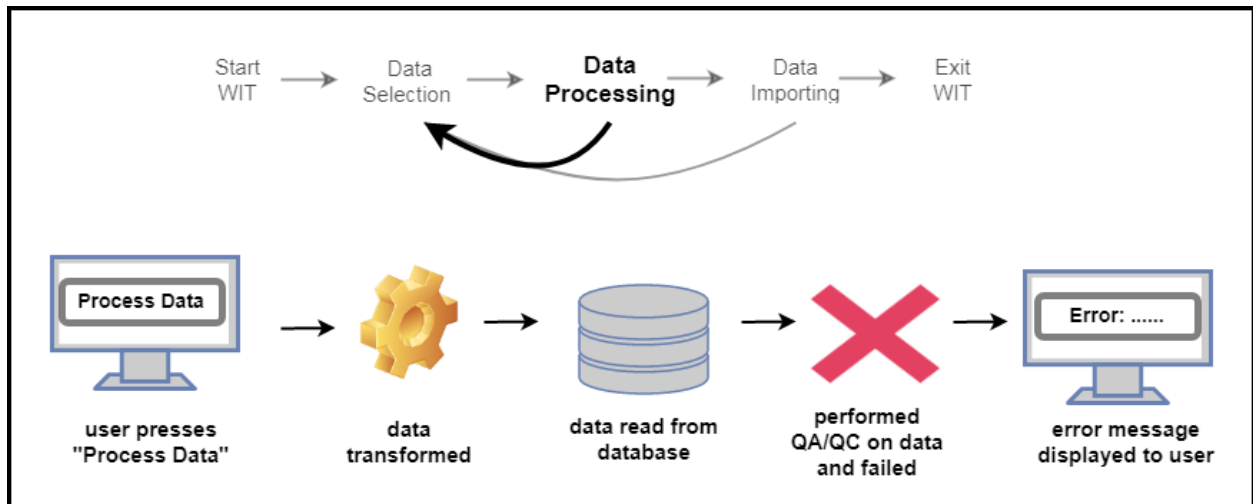 Start
WIT
Data
Selection
Data
Processing
Data
Importing
Exit
WIT
Process Data
Error: ......
user presses
"Process Data"
data
transformed
data read from
database
performed
QA/QC on data
and failed
error message
displayed to user